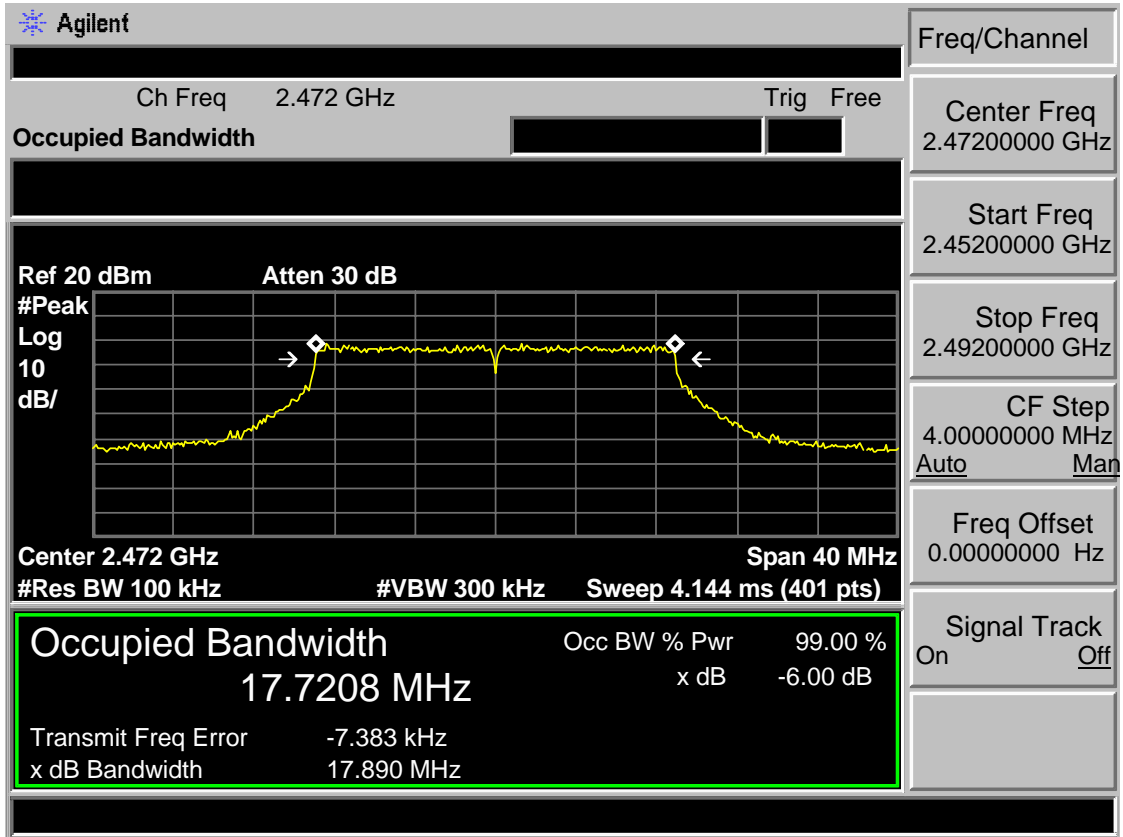 Agilent
Freq/Channel
Ch Freq 2.472 GHz Trig Free
Occupied Bandwidth
Center Freq
2.47200000 GHz
Start Freq
2.45200000 GHz
Stop Freq
2.49200000 GHz
CF Step
4.00000000 MHz
Auto Man
Freq Offset
0.00000000 Hz
Signal Track
On Off
Ref 20 dBm Atten 30 dB
#Peak
Log
10
dB/
Center 2.472 GHz Span 40 MHz
#Res BW 100 kHz #VBW 300 kHz Sweep 4.144 ms (401 pts)
Occupied Bandwidth Occ BW % Pwr 99.00 %
17.7208 MHz x dB -6.00 dB
Transmit Freq Error -7.383 kHz
x dB Bandwidth 17.890 MHz